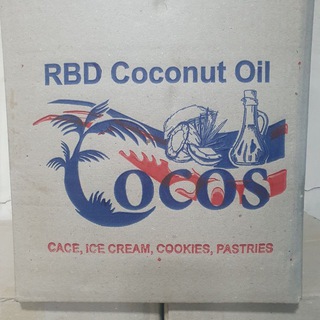 RBD Coconut Oil
COCOS
CACE, ICE CREAM, COOKIES, PASTRIES